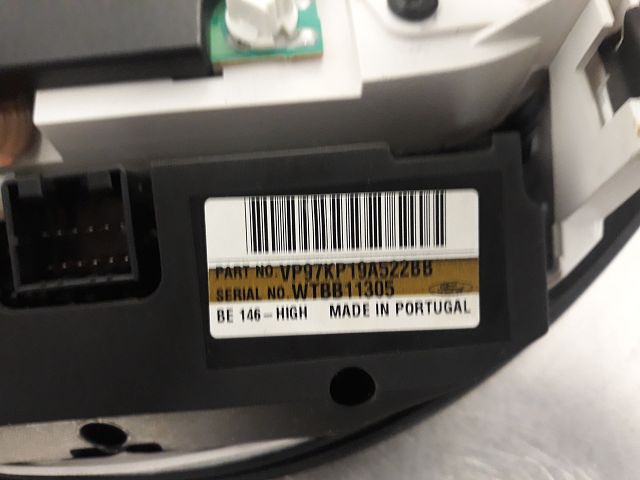 PART NO. VP97KP19A522BB
SERIAL NO. WTBB11305
BE 146-HIGH MADE IN PORTUGAL